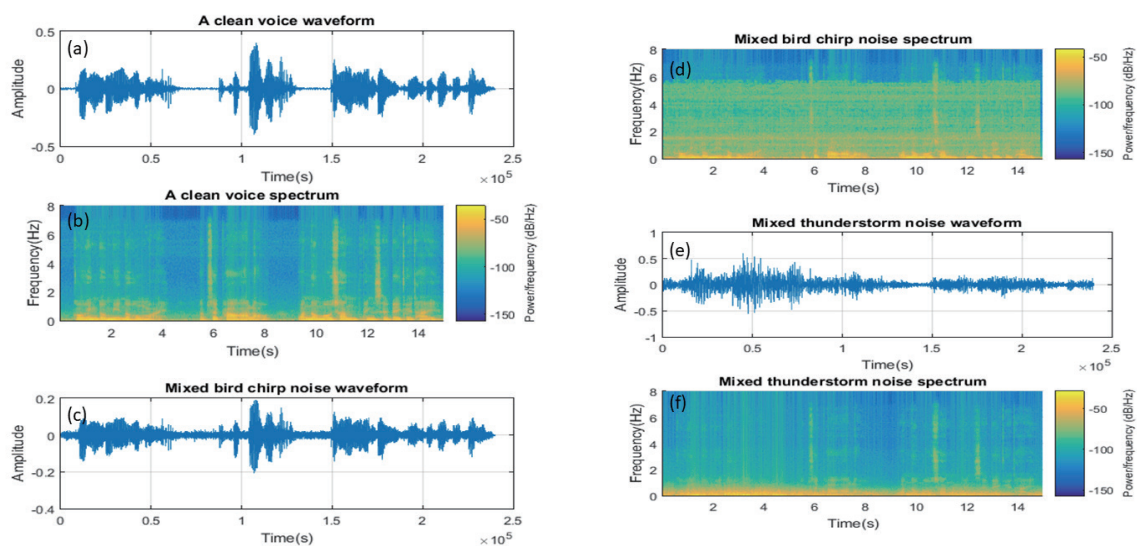 A clean voice waveform
(a)
Amplitude
0.5
0
-0.5
0 0.5 1 1.5 2 2.5
Time(s)
× 10^5
A clean voice spectrum
(b)
Frequency(Hz)
8
6
4
2
0
2 4 6 8 10 12 14
Time(s)
-50
-100
-150
Power/frequency (dB/Hz)
Mixed bird chirp noise waveform
(c)
Amplitude
0.2
0
-0.2
-0.4
0 0.5 1 1.5 2 2.5
Time(s)
× 10^5
Mixed bird chirp noise spectrum
(d)
Frequency(Hz)
8
6
4
2
0
2 4 6 8 10 12 14
Time(s)
-50
-100
-150
Power/frequency (dB/Hz)
Mixed thunderstorm noise waveform
(e)
Amplitude
1
0.5
0
-0.5
-1
0 0.5 1 1.5 2 2.5
Time(s)
× 10^5
Mixed thunderstorm noise spectrum
(f)
Frequency(Hz)
8
6
4
2
0
2 4 6 8 10 12 14
Time(s)
-50
-100
-150
Power/frequency (dB/Hz)